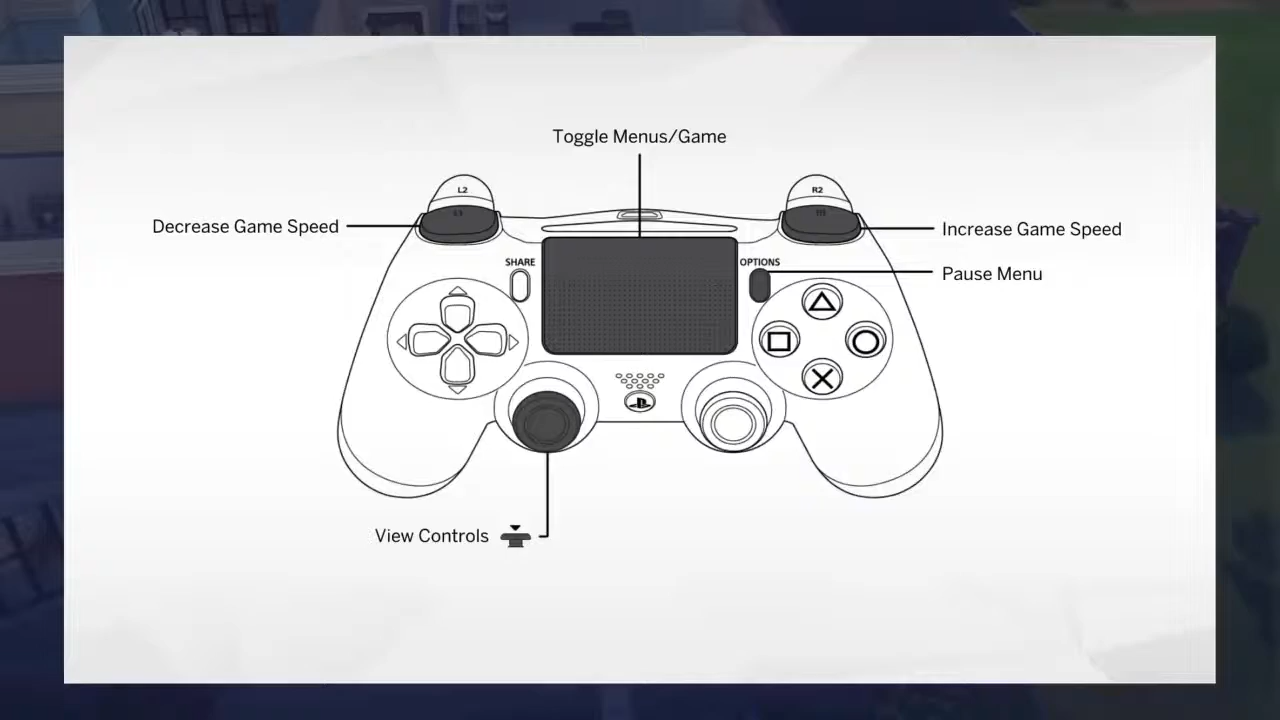 Toggle Menus/Game
L2
R2
Decrease Game Speed
Increase Game Speed
SHARE
OPTIONS
Pause Menu
View Controls